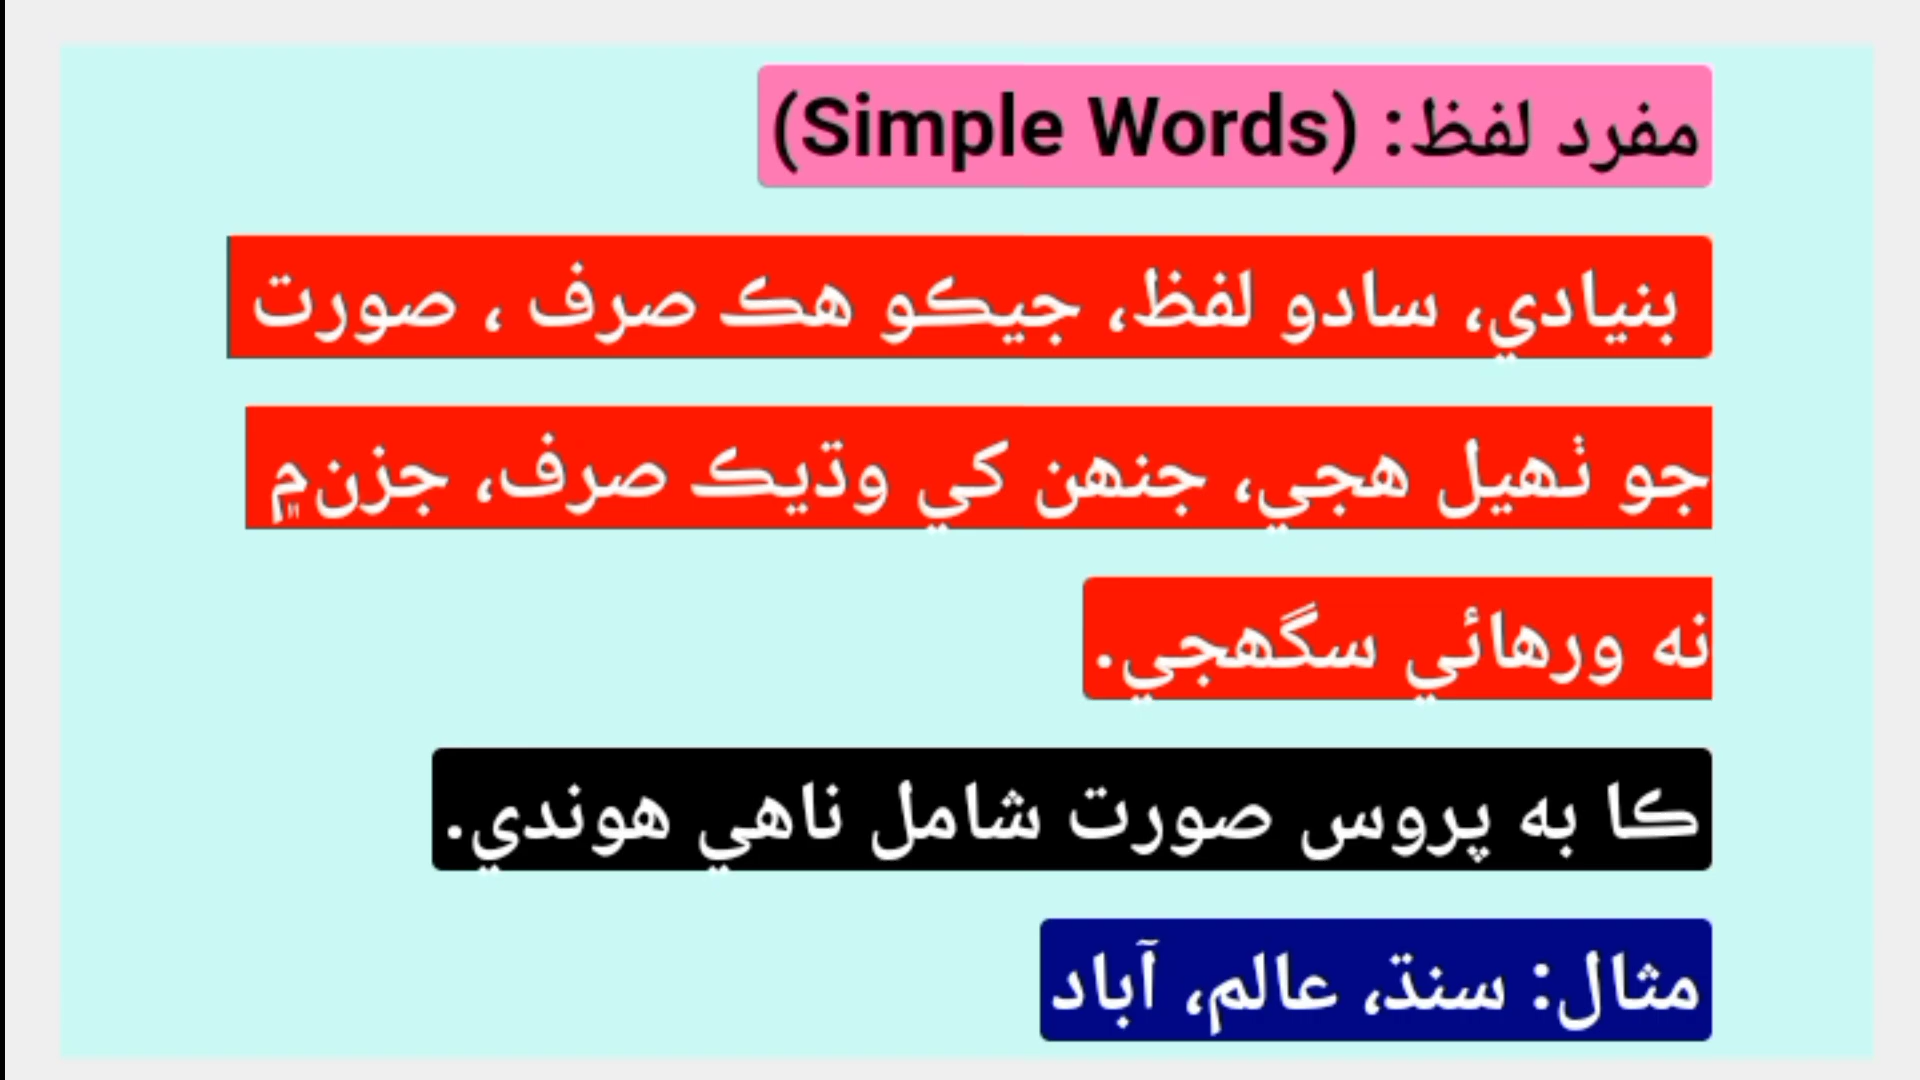 مفرد لفظ: (Simple Words)
بنيادي، سادو لفظ، جيڪو هڪ صرف ، صورت
جو ٺهيل هجي، جنهن کي وڌيڪ صرف، جزن۾
نه ورهائي سگهجي.
ڪا به پروس صورت شامل ناهي هوندي.
مثال: سنڌ، عالم، آباد